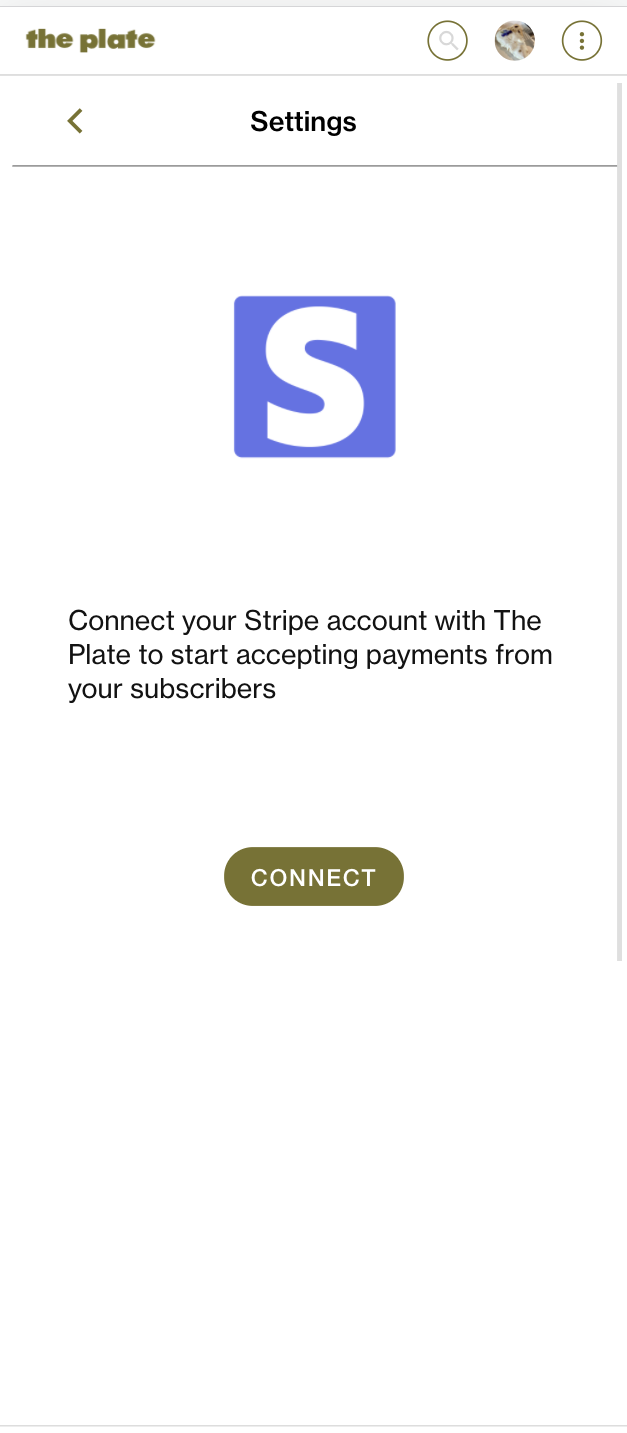 the plate
Settings
S
Connect your Stripe account with The
Plate to start accepting payments from
your subscribers
CONNECT